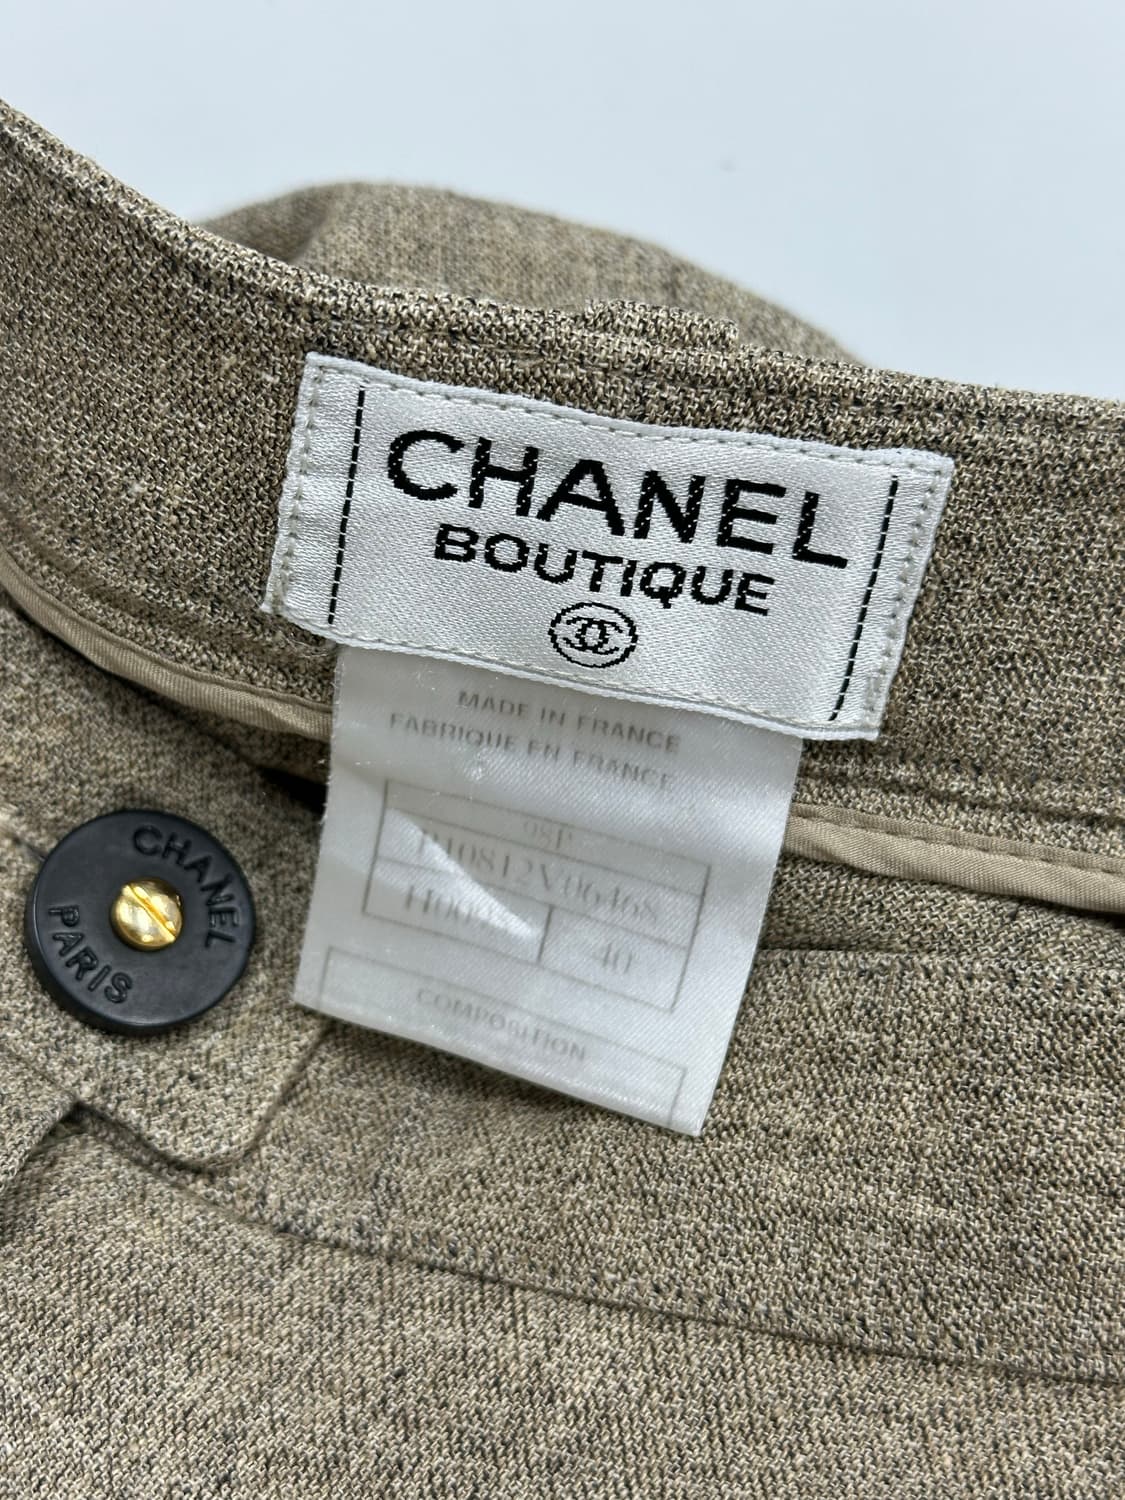 CHANEL
BOUTIQUE
MADE IN FRANCE
FABRIQUE EN FRANCE
98P
P10812V06468
40
COMPOSITION
CHANEL
PARIS